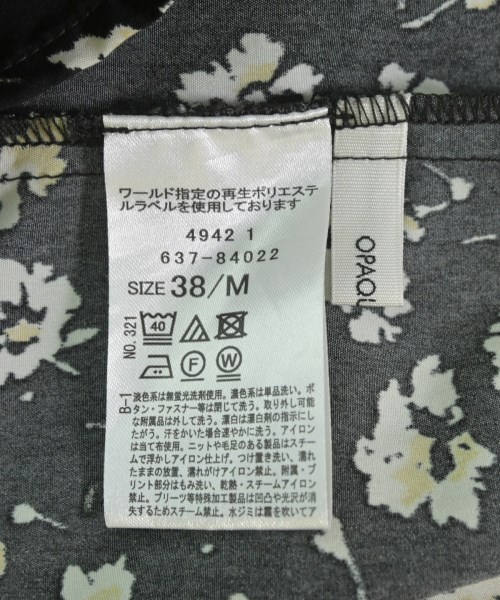 ワールド指定の再生ポリエステ
ルラベルを使用しております
4942 1
637-84022
SIZE 38/M
NO. 321
40
F
W
B-1
淡色系は無蛍光洗剤使用。濃色系は単品洗い。ボ
タン・ファスナー等は閉じて洗う。取り外し可能
な附属品は外して洗う。漂白は漂白剤の指示にし
たがう。汗をかいた場合速やかに洗う。アイロン
は当て布使用。ニットや毛足のある製品はスチー
ムで浮かしアイロン仕上げ。つけ置きを洗い、濡れ
たままの放置、濡れがけアイロン禁止。附属・プ
リント部分はもみ洗い、乾熱・スチームアイロン
禁止。プリーツ等特殊加工製品は凹凸や光沢が消
失するためスチーム禁止。水ジミは霧を吹いてア
OPAQU